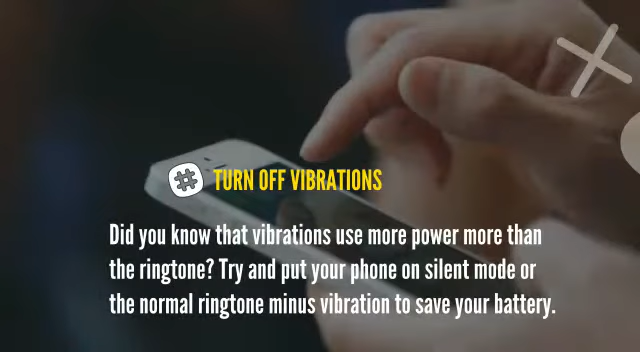 TURN OFF VIBRATIONS
Did you know that vibrations use more power more than
the ringtone? Try and put your phone on silent mode or
the normal ringtone minus vibration to save your battery.